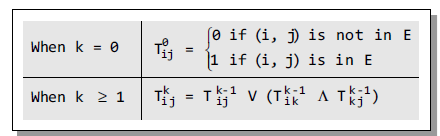 When k = 0
T⁰ᵢⱼ = { 0 if (i, j) is not in E
1 if (i, j) is in E
When k ≥ 1
Tᵏᵢⱼ = Tᵏ⁻¹ᵢⱼ V (Tᵏ⁻¹ᵢₖ Λ Tᵏ⁻¹ₖⱼ)